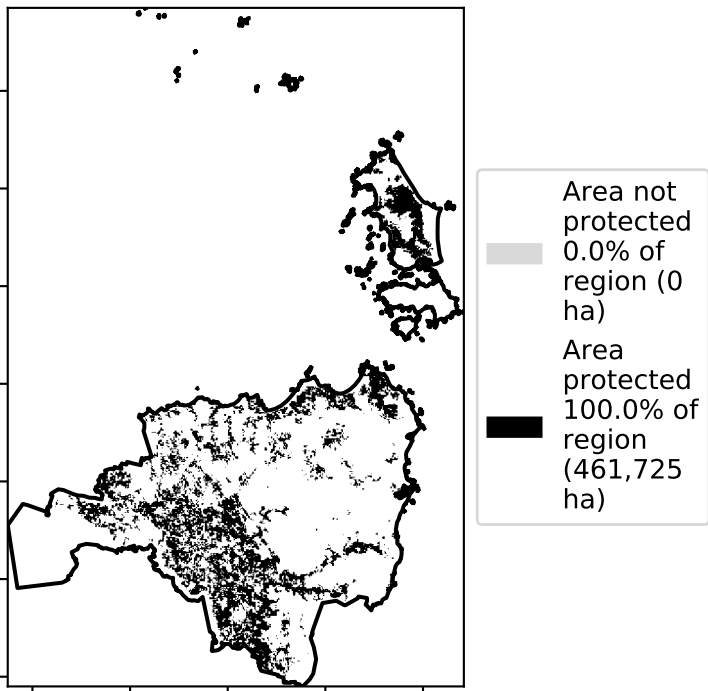 Area not
protected
0.0% of
region (0
ha)
Area
protected
100.0% of
region
(461,725
ha)